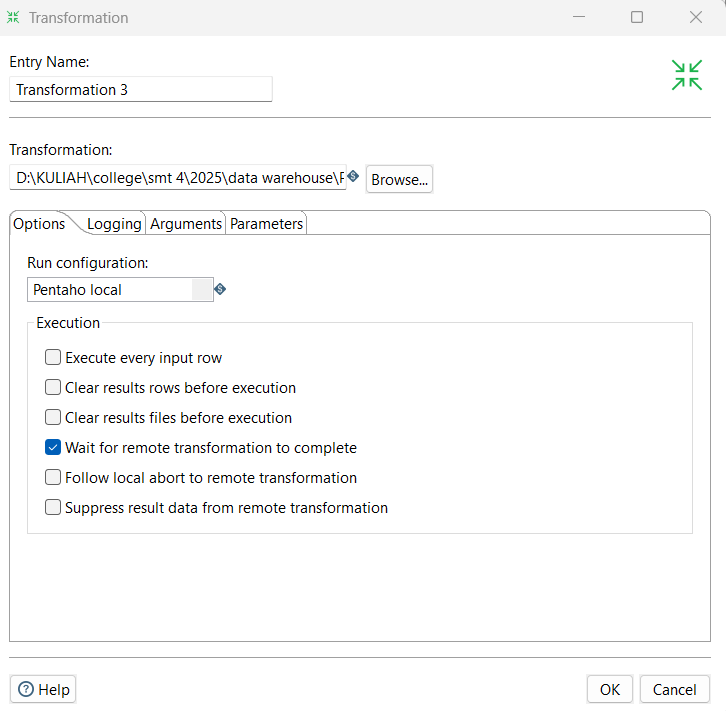 Transformation
Entry Name:
Transformation 3
Transformation:
D:\KULIAH\college\smt 4\2025\data warehouse\
Browse...
Options Logging Arguments Parameters
Run configuration:
Pentaho local
Execution
Execute every input row
Clear results rows before execution
Clear results files before execution
Wait for remote transformation to complete
Follow local abort to remote transformation
Suppress result data from remote transformation
Help OK Cancel